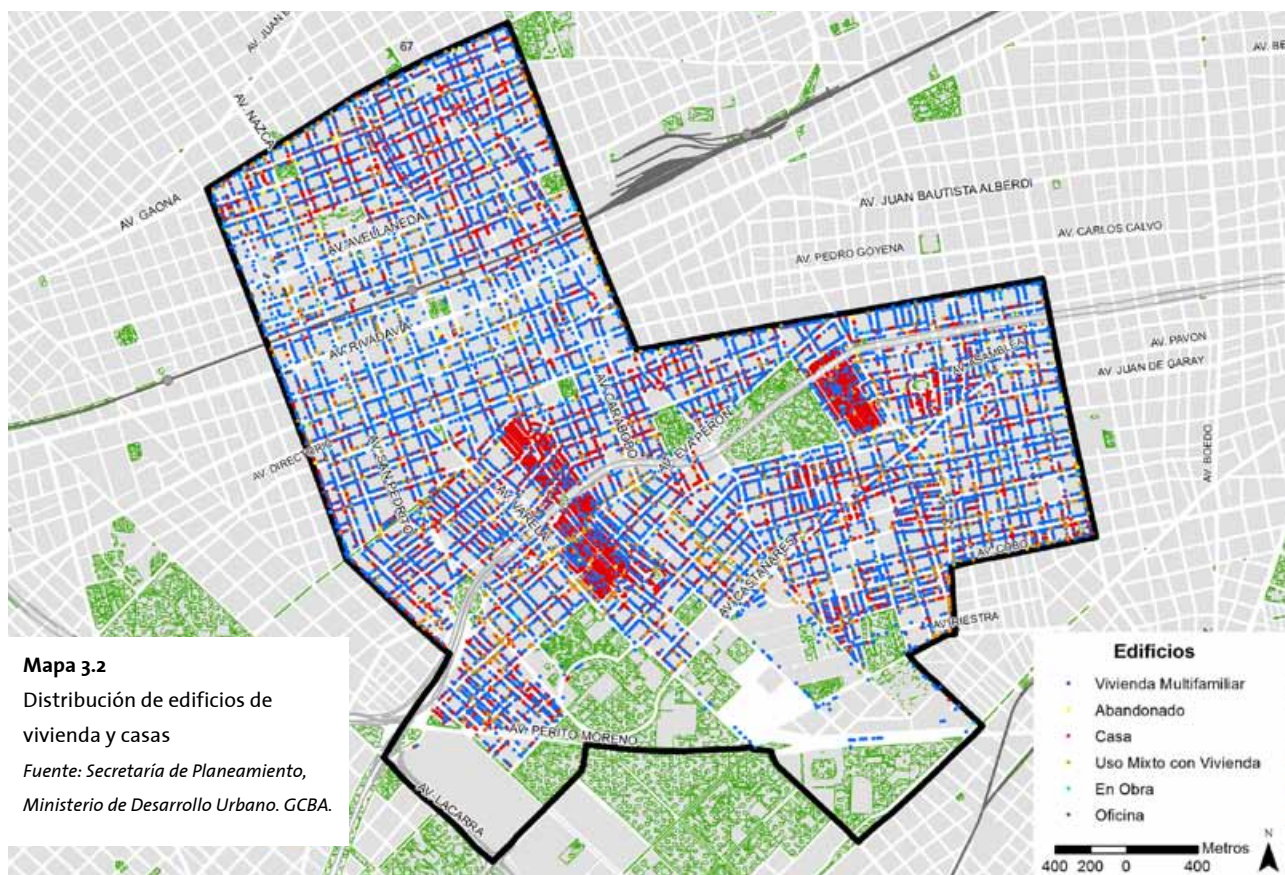 AV. JUAN B
67
AV. BE
AV. NAZCA
AV. GAONA
AV. JUAN BAUTISTA ALBERDI
AV. CARLOS CALVO
AV. PEDRO GOYENA
AV. AVELLANEDA
AV. RIVADAVIA
AV. PAVON
AV. ASAMBLEA
AV. JUAN DE GARAY
AV. CARABOBO
AV. EVA PERON
AV. DIRECTORIO
AV. SAN PEDRITO
AV. BOEDO
AV. VARELA
AV. COBO
AV. CASTAÑARES
AV. RIESTRA
AV. PERITO MORENO
AV. LACARRA
Mapa 3.2
Distribución de edificios de
vivienda y casas
Fuente: Secretaría de Planeamiento,
Ministerio de Desarrollo Urbano. GCBA.
Edificios
Vivienda Multifamiliar
Abandonado
Casa
Uso Mixto con Vivienda
En Obra
Oficina
Metros
400 200 0 400
N